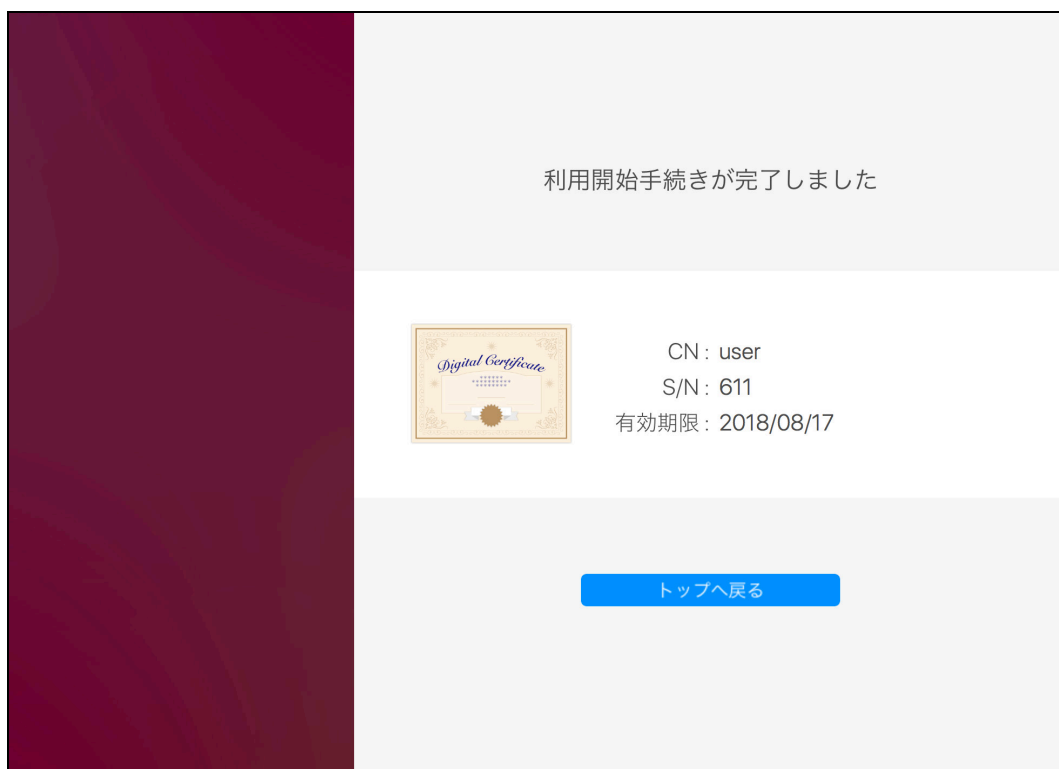 利用開始手続きが完了しました
Digital Certificate
CN : user
S/N : 611
有効期限 : 2018/08/17
トップへ戻る